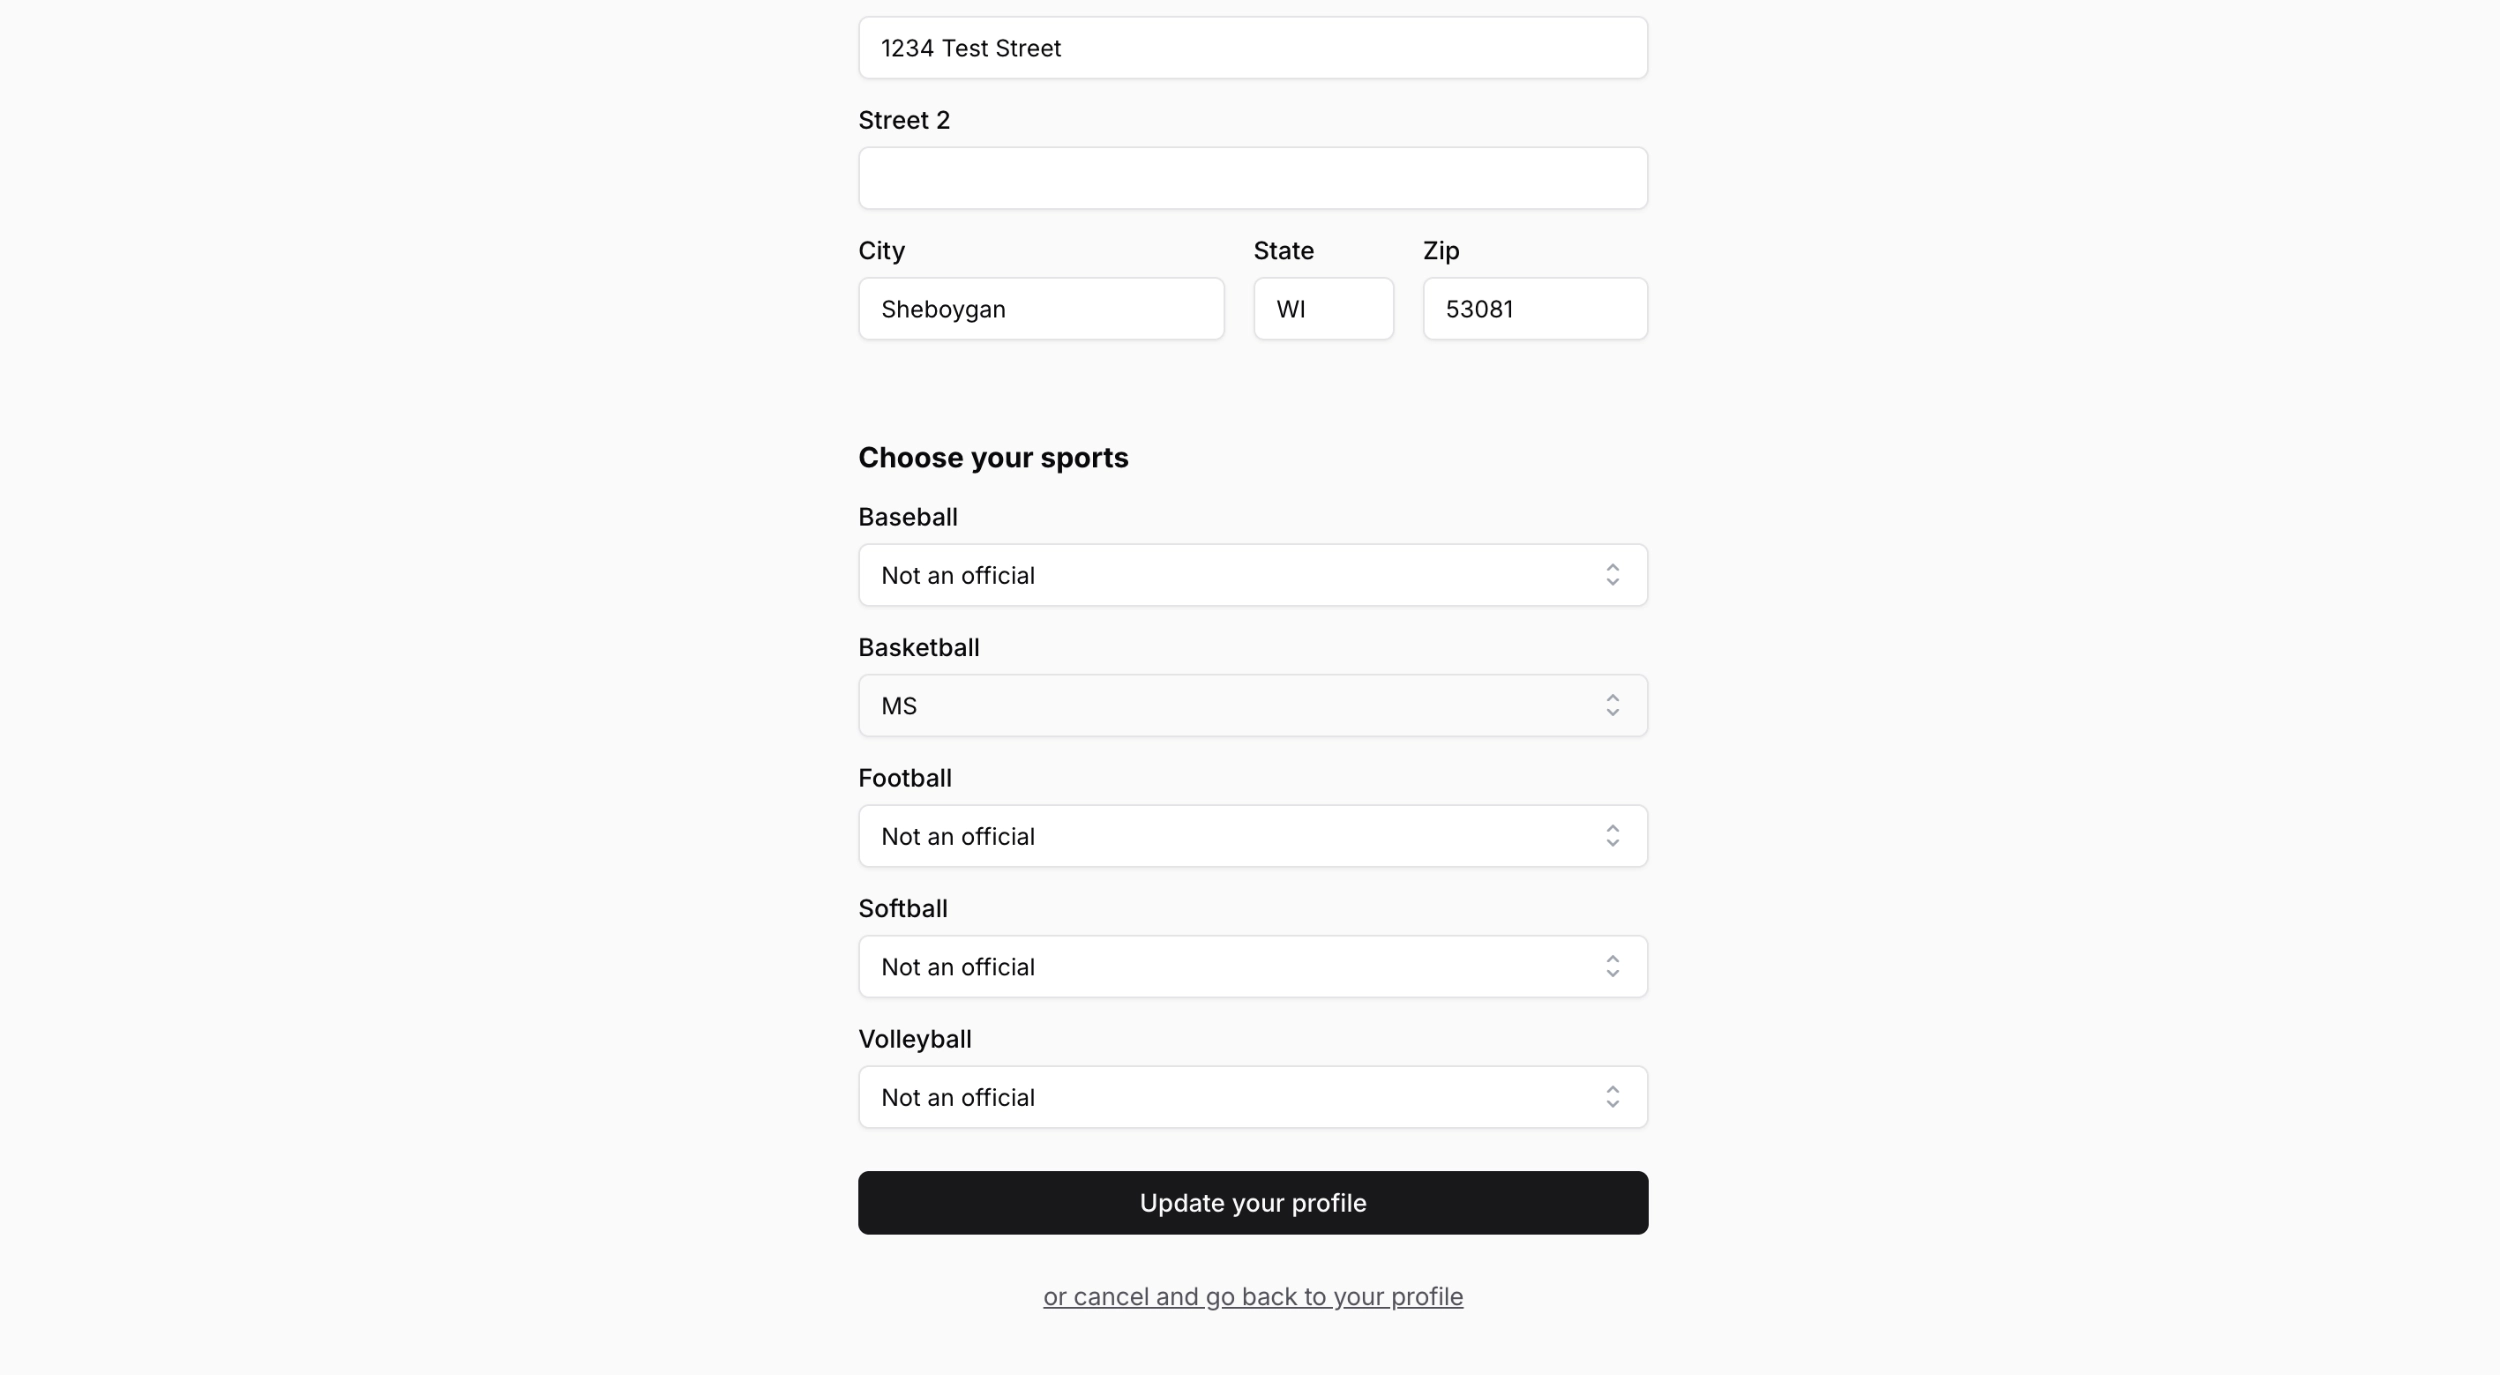 1234 Test Street
Street 2
City State Zip
Sheboygan WI 53081
Choose your sports
Baseball
Not an official
Basketball
MS
Football
Not an official
Softball
Not an official
Volleyball
Not an official
Update your profile
or cancel and go back to your profile